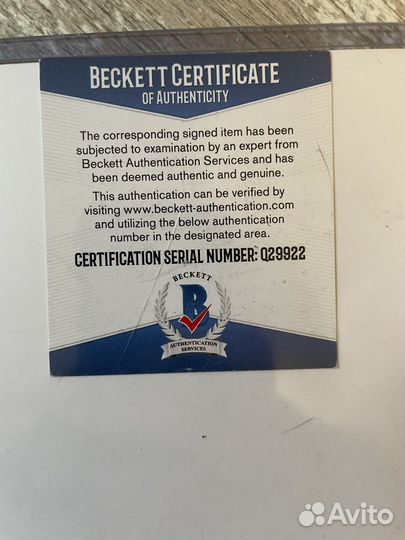 BECKETT CERTIFICATE
OF AUTHENTICITY
The corresponding signed item has been
subjected to examination by an expert from
Beckett Authentication Services and has
been deemed authentic and genuine.
This authentication can be verified by
visiting www.beckett-authentication.com
and utilizing the below authentication
number in the designated area.
CERTIFICATION SERIAL NUMBER: Q29922
BECKETT
B
AUTHENTICATION
SERVICES
Avito